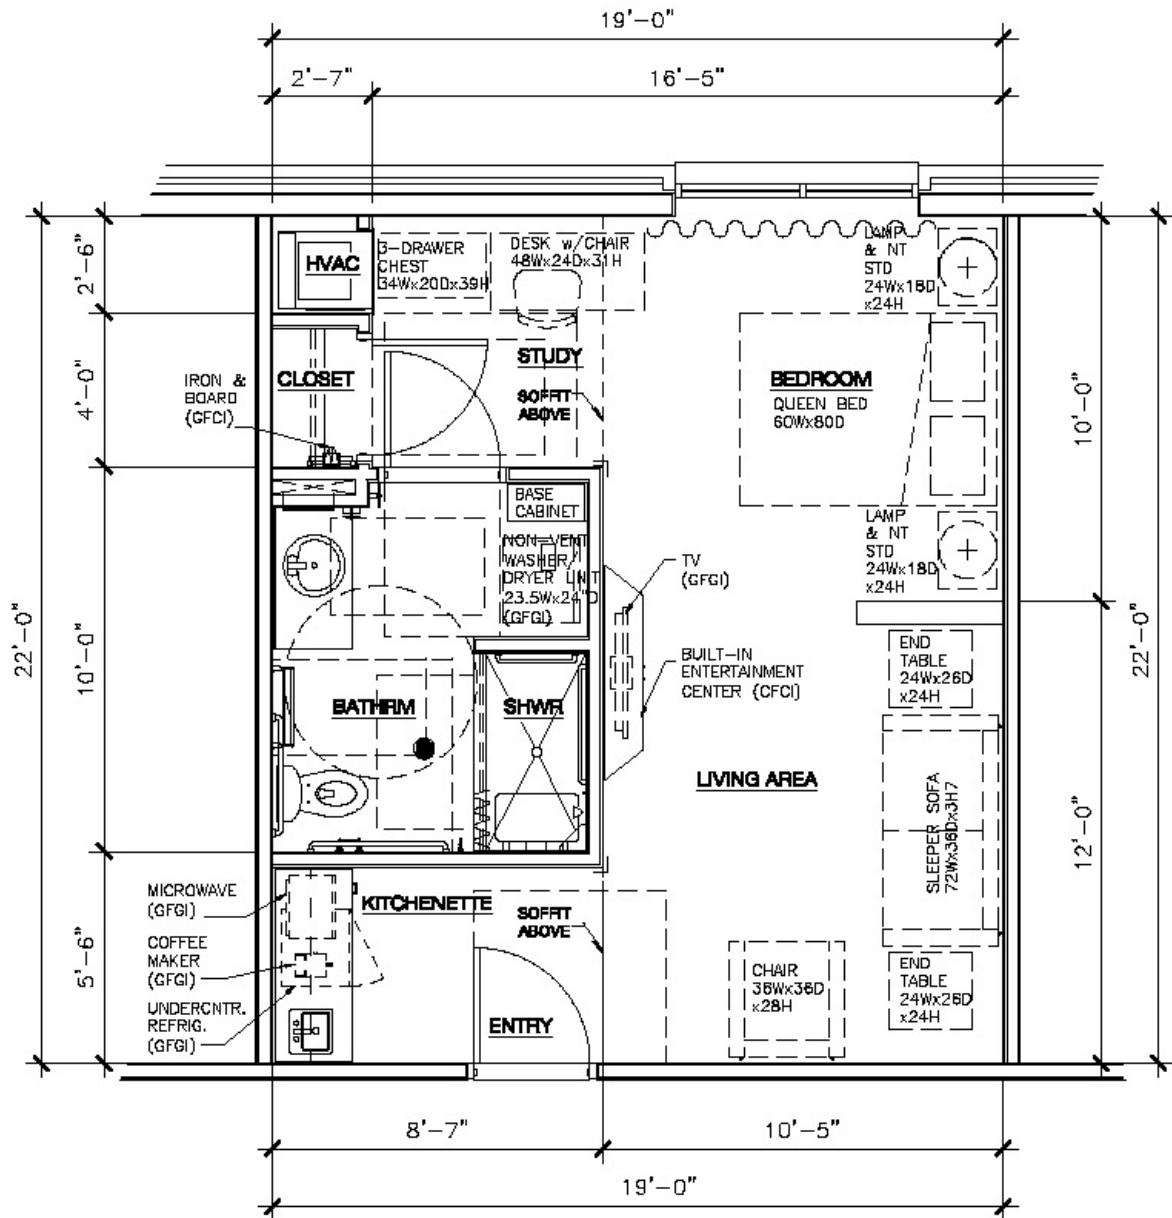 19'-0"
2'-7"
16'-5"
2'-6"
HVAC
3-DRAWER
CHEST
34Wx20Dx39H
DESK w/CHAIR
48Wx24Dx31H
LAMP
& NT
STD
24Wx18D
x24H
4'-0"
CLOSET
IRON &
BOARD
(GFCI)
STUDY
SOFFIT
ABOVE
BEDROOM
QUEEN BED
60Wx80D
10'-0"
BASE
CABINET
NON-VENT
WASHER/
DRYER UNIT
23.5Wx24"D
(GFGI)
LAMP
& NT
STD
24Wx18D
x24H
TV
(GFGI)
22'-0"
10'-0"
BUILT-IN
ENTERTAINMENT
CENTER (CFCI)
END
TABLE
24Wx26D
x24H
22'-0"
BATHRM
SHWR
LIVING AREA
SLEEPER SOFA
72Wx36Dx3H7
12'-0"
MICROWAVE
(GFGI)
KITCHENETTE
COFFEE
MAKER
(GFGI)
SOFFIT
ABOVE
5'-6"
UNDERCNTR.
REFRIG.
(GFGI)
ENTRY
CHAIR
36Wx36D
x28H
END
TABLE
24Wx26D
x24H
8'-7"
10'-5"
19'-0"